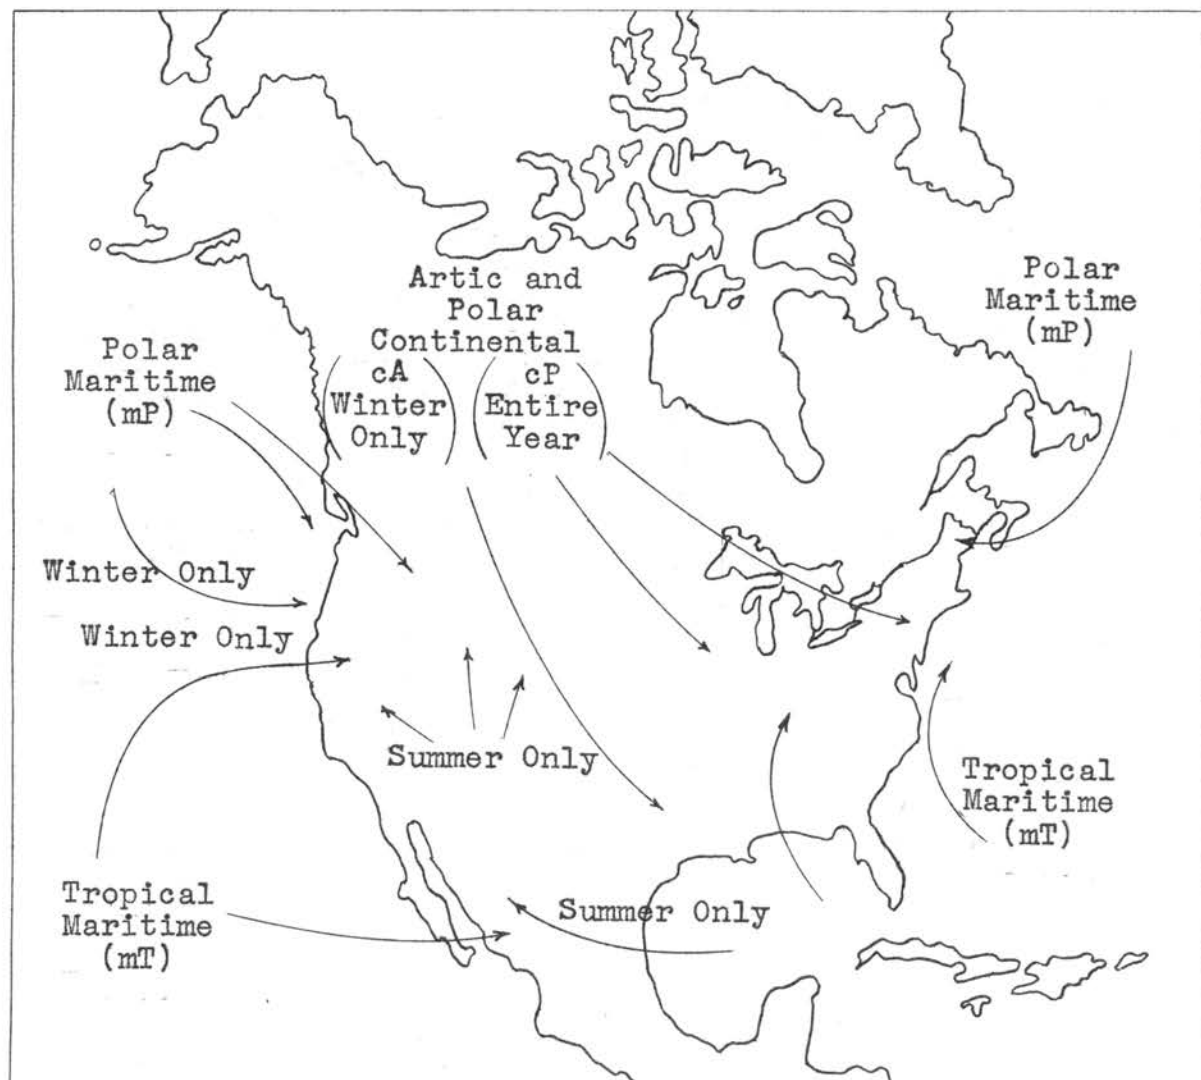 Artic and
Polar
Continental
cA
Winter
Only
cP
Entire
Year
Polar
Maritime
(mP)
Polar
Maritime
(mP)
Winter Only
Winter Only
Summer Only
Tropical
Maritime
(mT)
Tropical
Maritime
(mT)
Summer Only